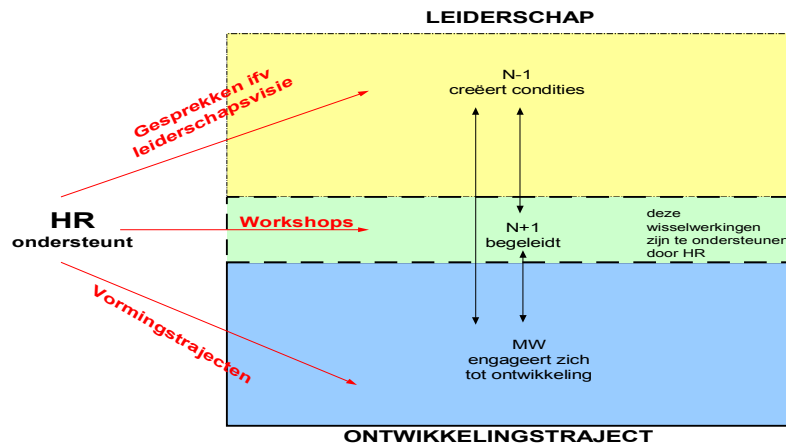 LEIDERSCHAP
N-1
creëert condities
Gesprekken ifv
leiderschapsvisie
HR
ondersteunt
Workshops
N+1
begeleidt
deze
wisselwerkingen
zijn te ondersteunen
door HR
Vormingstrajecten
MW
engageert zich
tot ontwikkeling
ONTWIKKELINGSTRAJECT